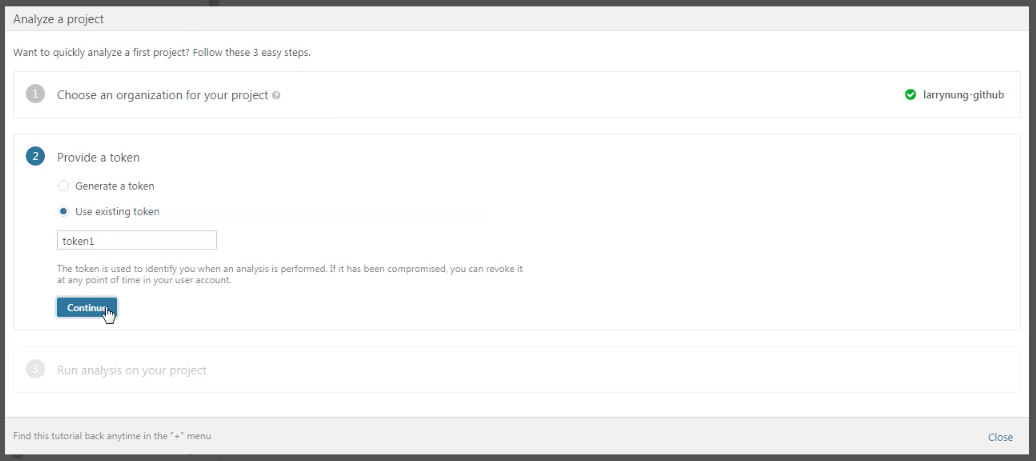 Analyze a project
Want to quickly analyze a first project? Follow these 3 easy steps.
1 Choose an organization for your project ? larrynung-github
2 Provide a token
Generate a token
Use existing token
token1
The token is used to identify you when an analysis is performed. If it has been compromised, you can revoke it
at any point of time in your user account.
Continue
3 Run analysis on your project
Find this tutorial back anytime in the "+" menu
Close